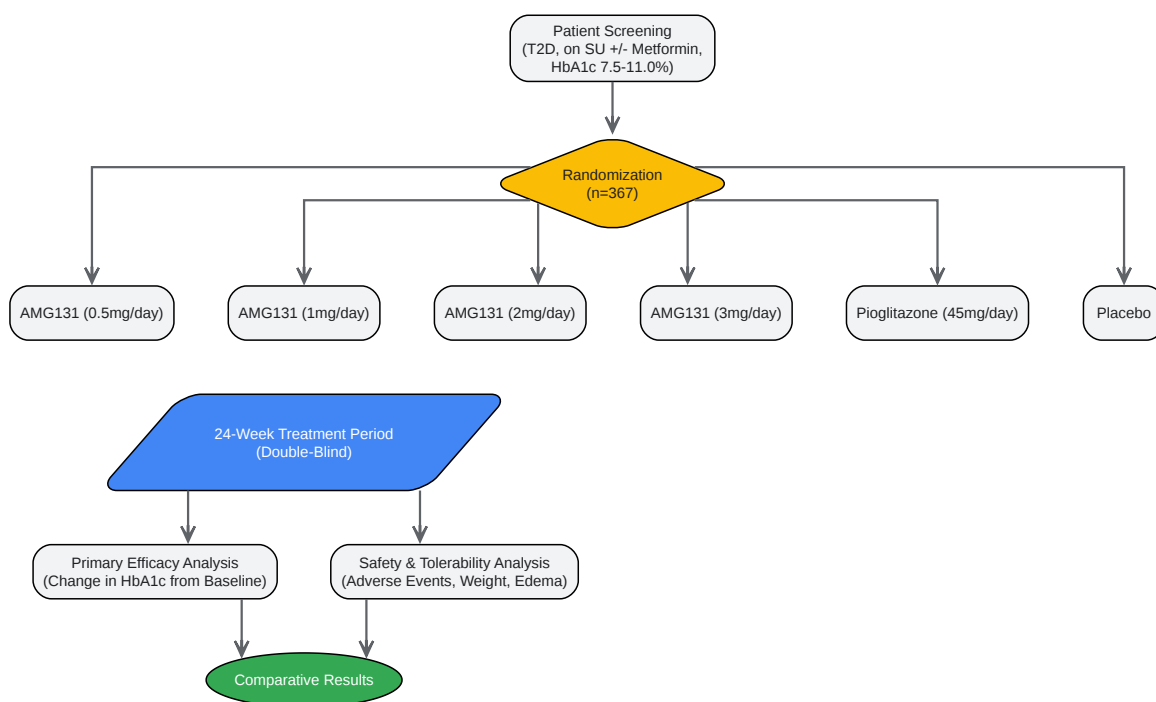 Patient Screening
(T2D, on SU +/- Metformin,
HbA1c 7.5-11.0%)
Randomization
(n=367)
AMG131 (0.5mg/day)
AMG131 (1mg/day)
AMG131 (2mg/day)
AMG131 (3mg/day)
Pioglitazone (45mg/day)
Placebo
24-Week Treatment Period
(Double-Blind)
Primary Efficacy Analysis
(Change in HbA1c from Baseline)
Safety & Tolerability Analysis
(Adverse Events, Weight, Edema)
Comparative Results